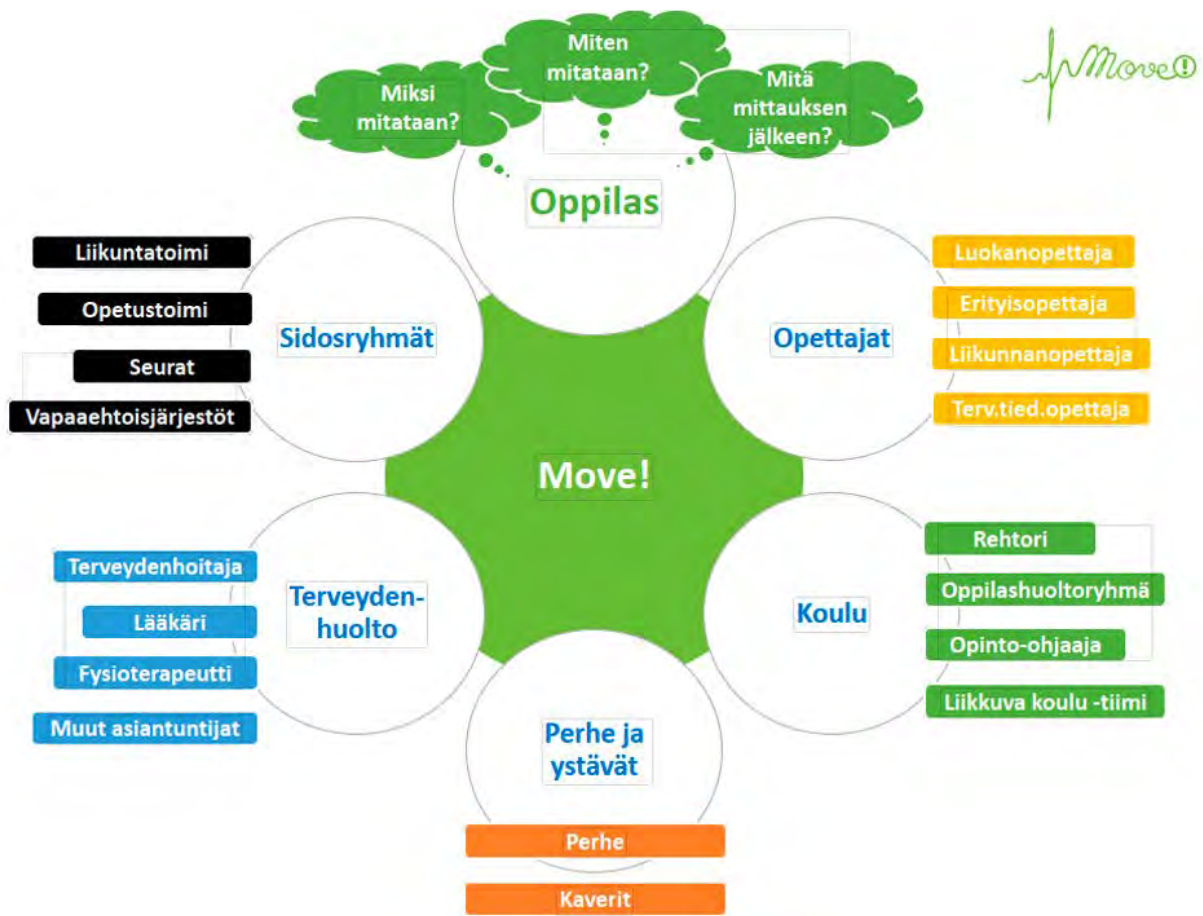 Miten
mitataan?
Miksi
mitataan?
Mitä
mittauksen
jälkeen?
Move!
Oppilas
Liikuntatoimi
Opetustoimi
Seurat
Vapaaehtoisjärjestöt
Sidosryhmät
Opettajat
Luokanopettaja
Erityisopettaja
Liikunnanopettaja
Terv.tied.opettaja
Move!
Terveydenhoitaja
Lääkäri
Fysioterapeutti
Muut asiantuntijat
Terveyden-
huolto
Koulu
Rehtori
Oppilashuoltoryhmä
Opinto-ohjaaja
Liikkuva koulu -tiimi
Perhe ja
ystävät
Perhe
Kaverit